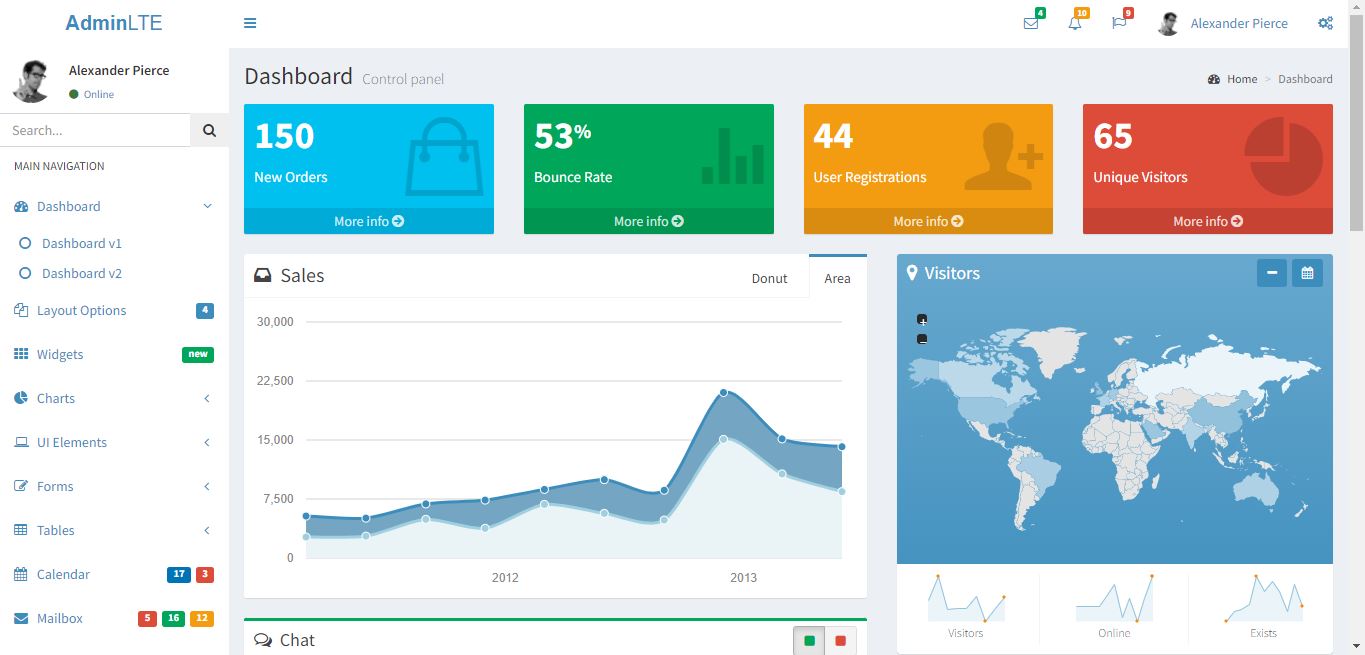 AdminLTE
4
10
9
Alexander Pierce
Alexander Pierce
Online
Search...
MAIN NAVIGATION
Dashboard
Dashboard v1
Dashboard v2
Layout Options 4
Widgets new
Charts
UI Elements
Forms
Tables
Calendar 17 3
Mailbox 5 16 12
Dashboard Control panel
Home > Dashboard
150
New Orders
More info
53%
Bounce Rate
More info
44
User Registrations
More info
65
Unique Visitors
More info
Sales
Donut
Area
30,000
22,500
15,000
7,500
0
2012
2013
Visitors
+
−
Visitors
Online
Exists
Chat